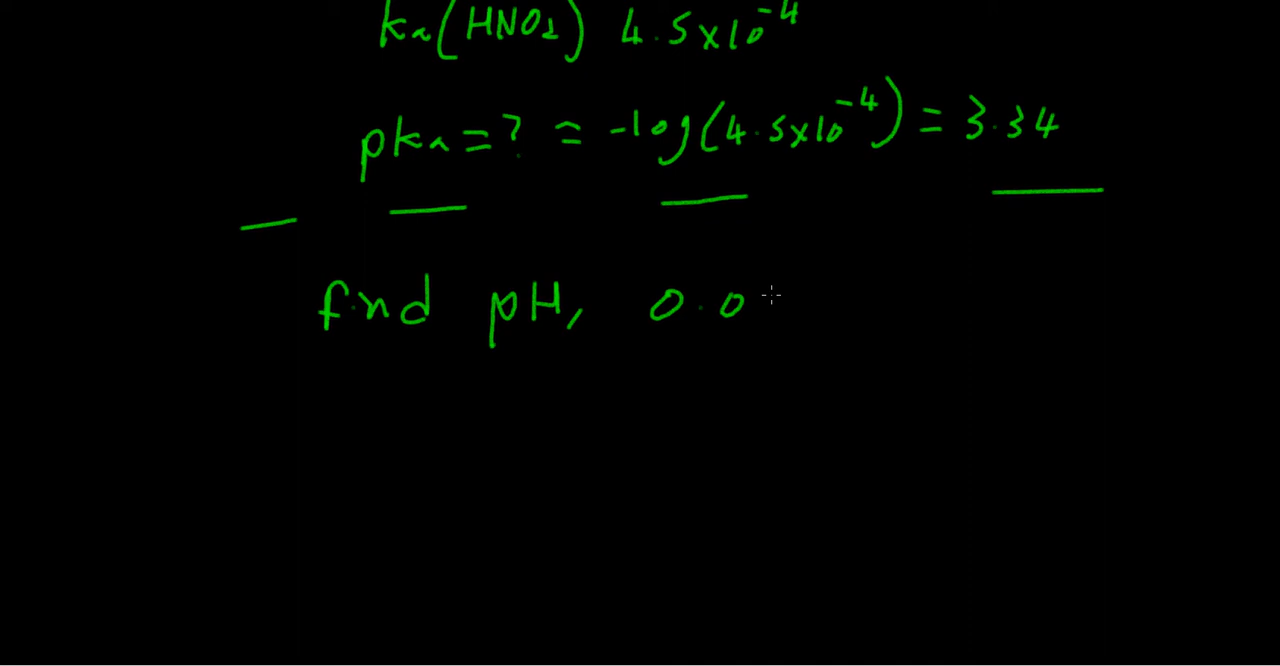 ka(HNO2) 4.5x10^-4
pka=? = -log(4.5x10^-4) = 3.34
find pH, 0.0